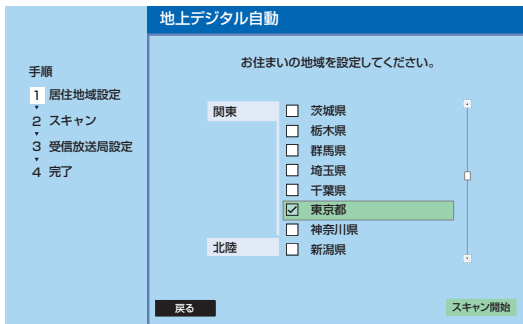 地上デジタル自動
手順
1 居住地域設定
2 スキャン
3 受信放送局設定
4 完了
お住まいの地域を設定してください。
関東
茨城県
栃木県
群馬県
埼玉県
千葉県
東京都
神奈川県
北陸
新潟県
戻る
スキャン開始